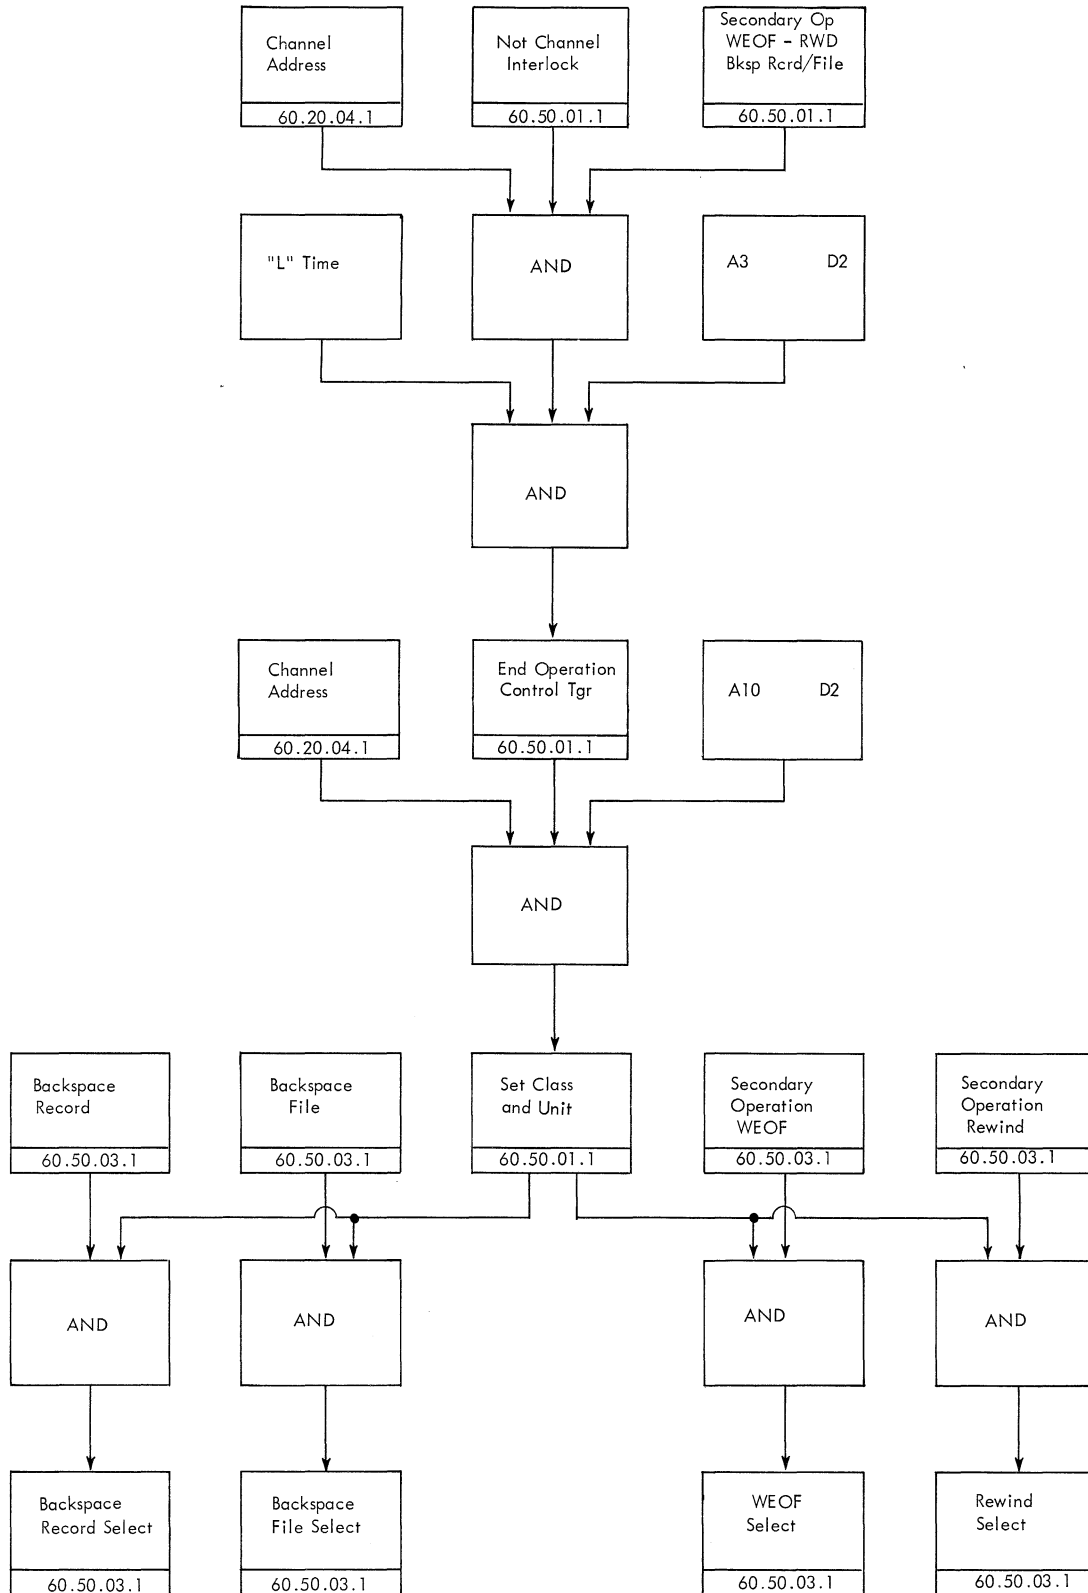 Channel
Address
60.20.04.1
Not Channel
Interlock
60.50.01.1
Secondary Op
WEOF - RWD
Bksp Rcrd/File
60.50.01.1
"L" Time
AND
A3 D2
AND
Channel
Address
60.20.04.1
End Operation
Control Tgr
60.50.01.1
A10 D2
AND
Backspace
Record
60.50.03.1
Backspace
File
60.50.03.1
Set Class
and Unit
60.50.01.1
Secondary
Operation
WEOF
60.50.03.1
Secondary
Operation
Rewind
60.50.03.1
AND
AND
AND
AND
Backspace
Record Select
60.50.03.1
Backspace
File Select
60.50.03.1
WEOF
Select
60.50.03.1
Rewind
Select
60.50.03.1